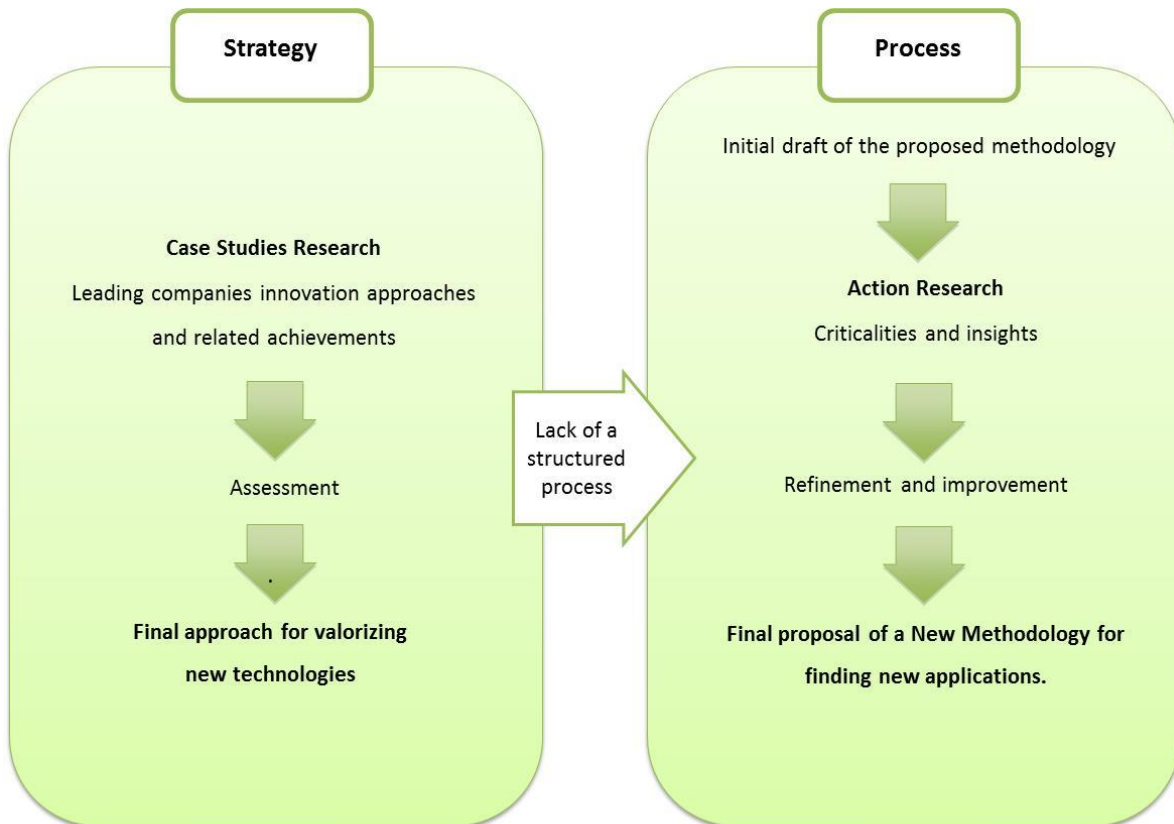 Strategy
Case Studies Research
Leading companies innovation approaches
and related achievements
Assessment
.
Final approach for valorizing
new technologies
Lack of a
structured
process
Process
Initial draft of the proposed methodology
Action Research
Criticalities and insights
Refinement and improvement
Final proposal of a New Methodology for
finding new applications.